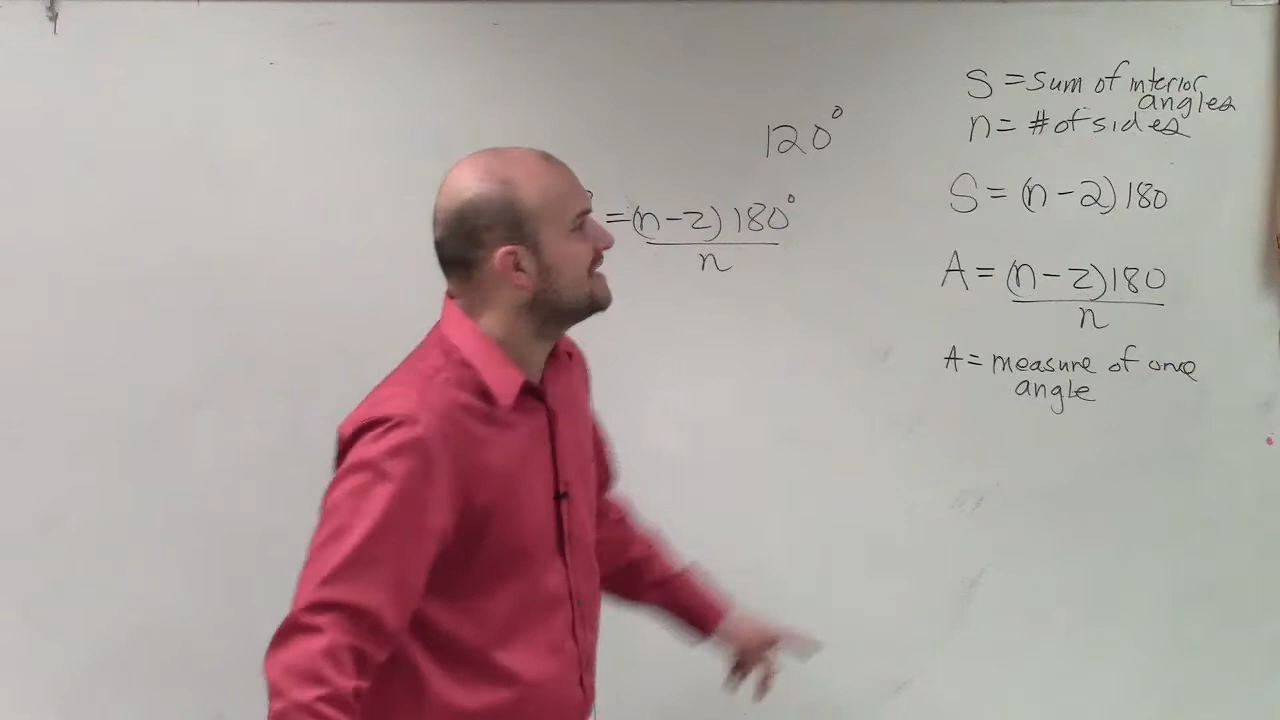 120°
° = (n-2)180°
n
S = sum of interior
angles
n = # of sides
S = (n-2)180
A = (n-2)180
n
A = measure of one
angle